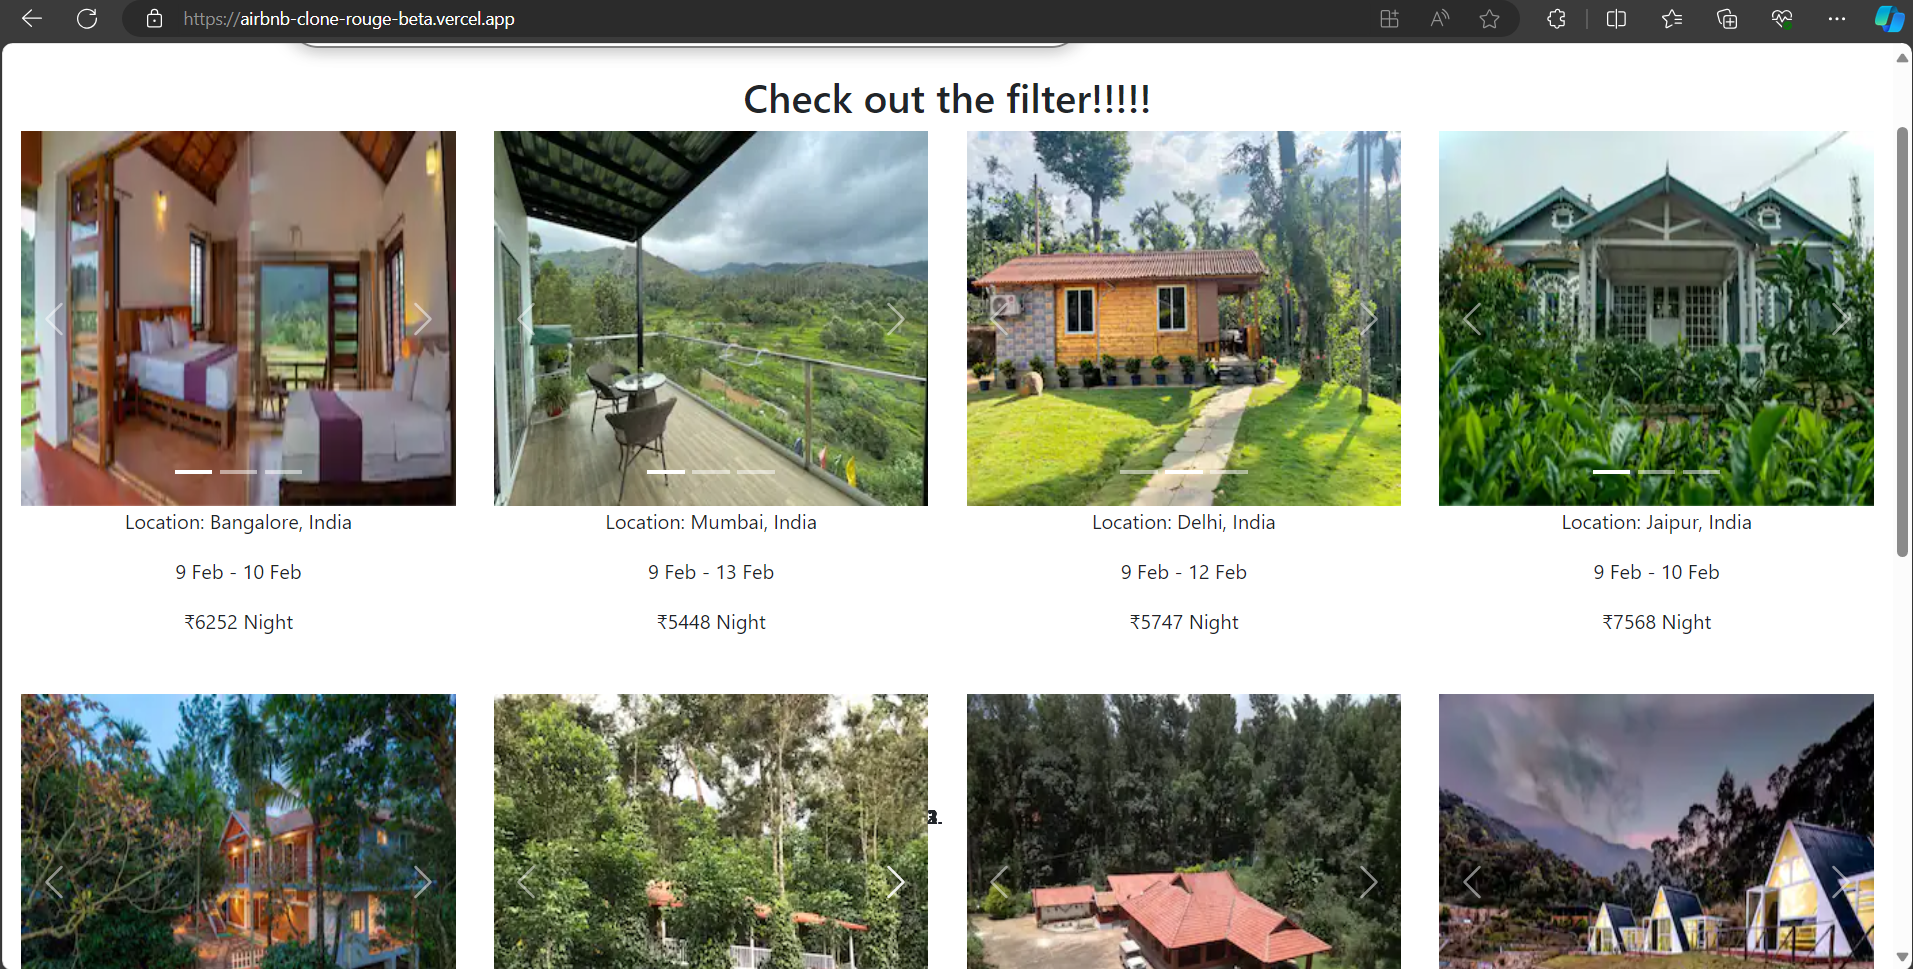 https://airbnb-clone-rouge-beta.vercel.app
Check out the filter!!!!!
Location: Bangalore, India
9 Feb - 10 Feb
₹6252 Night
Location: Mumbai, India
9 Feb - 13 Feb
₹5448 Night
Location: Delhi, India
9 Feb - 12 Feb
₹5747 Night
Location: Jaipur, India
9 Feb - 10 Feb
₹7568 Night